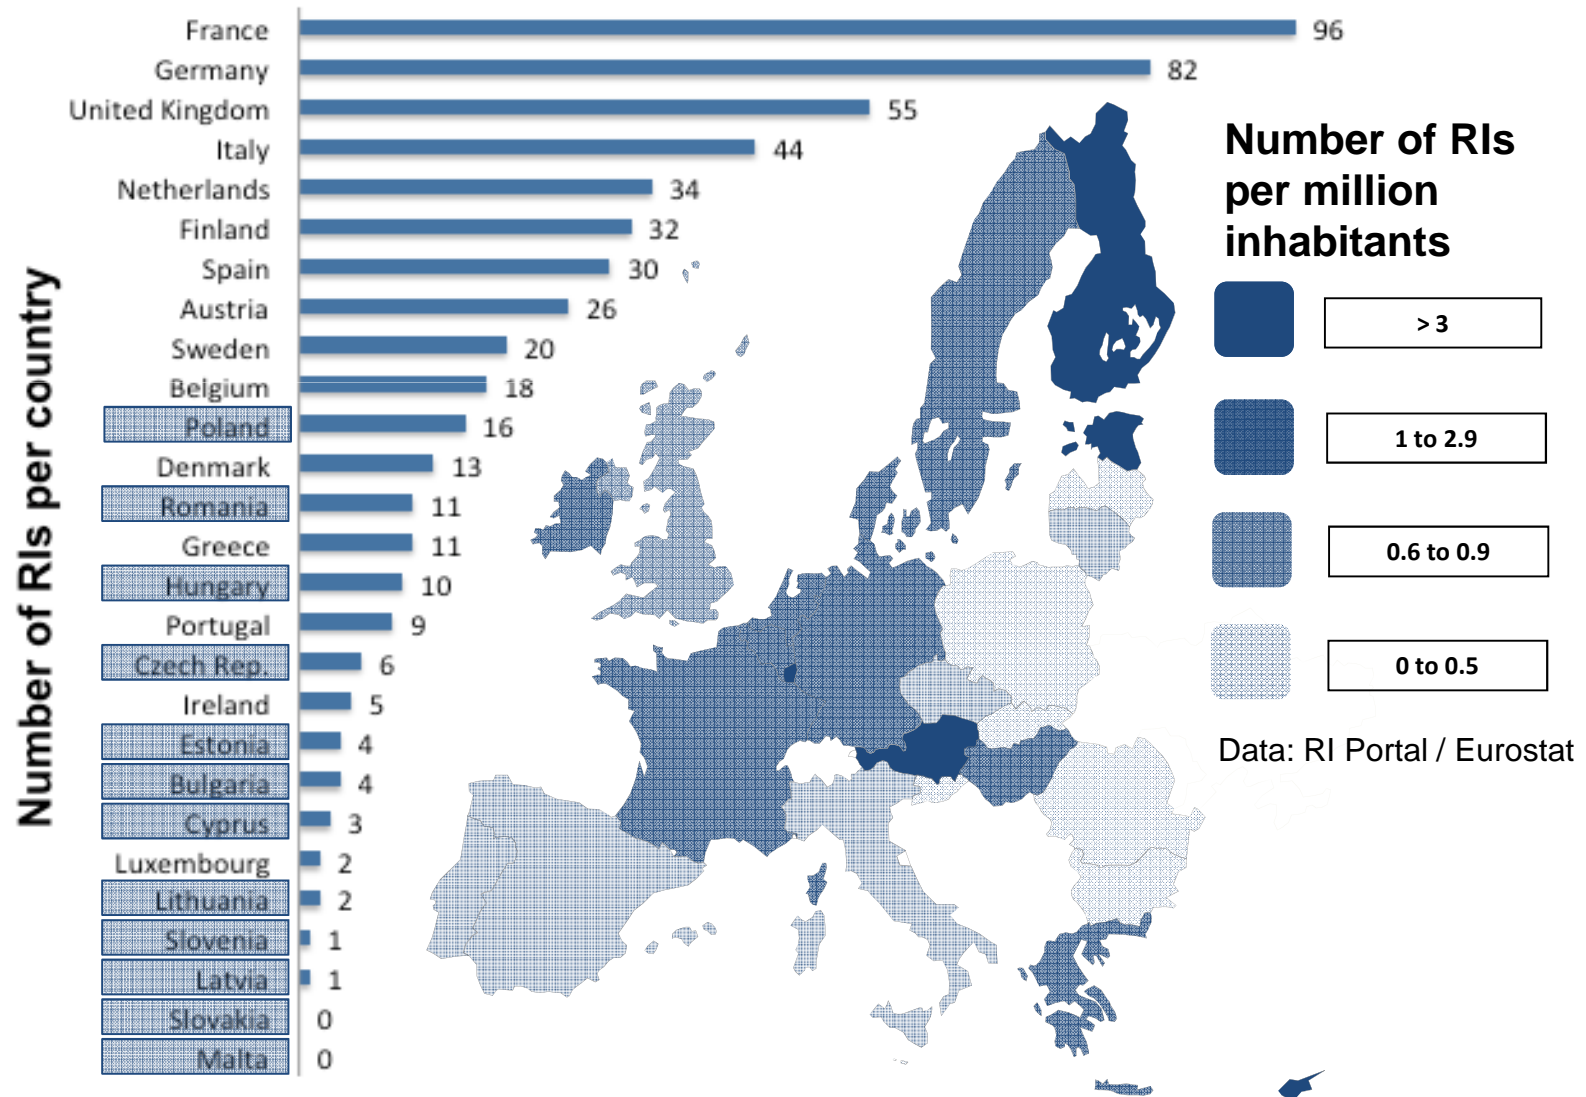 Number of RIs per country
France 96
Germany 82
United Kingdom 55
Italy 44
Netherlands 34
Finland 32
Spain 30
Austria 26
Sweden 20
Belgium 18
Poland 16
Denmark 13
Romania 11
Greece 11
Hungary 10
Portugal 9
Czech Rep. 6
Ireland 5
Estonia 4
Bulgaria 4
Cyprus 3
Luxembourg 2
Lithuania 2
Slovenia 1
Latvia 1
Slovakia 0
Malta 0
Number of RIs
per million
inhabitants
> 3
1 to 2.9
0.6 to 0.9
0 to 0.5
Data: RI Portal / Eurostat